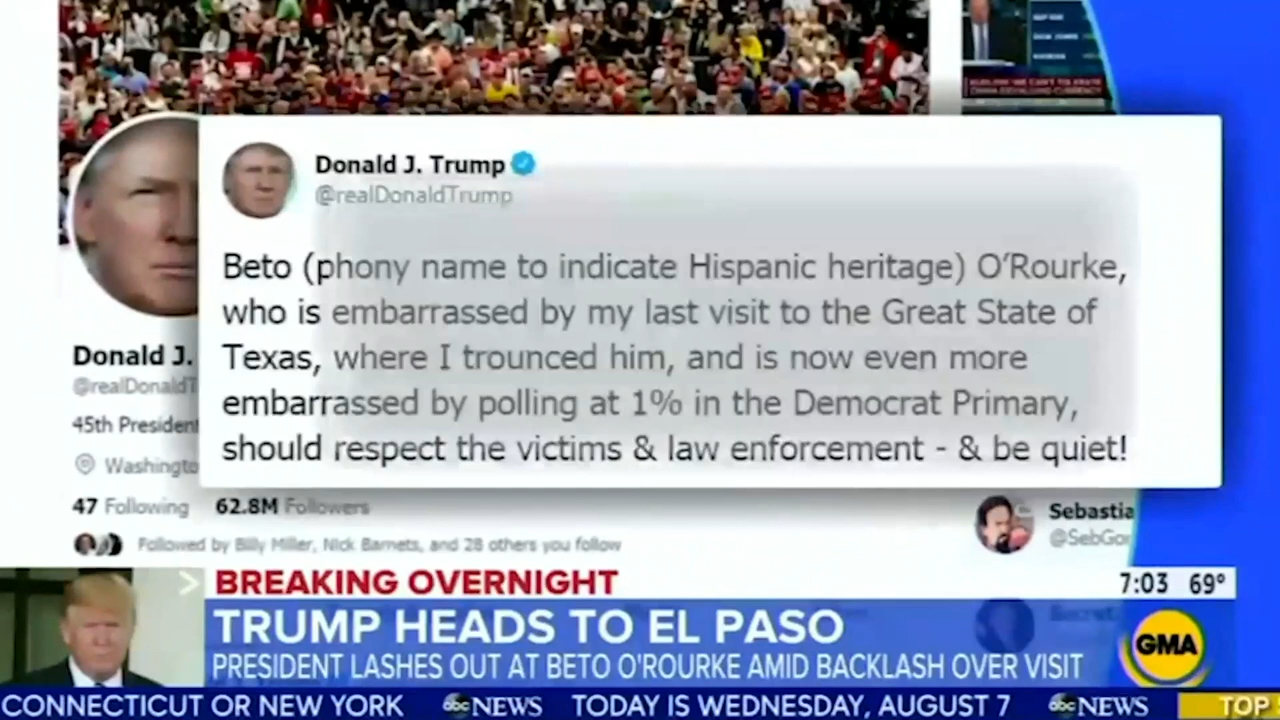 Donald J. Trump
@realDonaldTrump
Beto (phony name to indicate Hispanic heritage) O'Rourke,
who is embarrassed by my last visit to the Great State of
Texas, where I trounced him, and is now even more
embarrassed by polling at 1% in the Democrat Primary,
should respect the victims & law enforcement - & be quiet!
Donald J.
@realDonaldT
45th President
Washingto
47 Following 62.8M Followers
Followed by Billy Miller, Nick Barnets, and 28 others you follow
Sebastia
@SebGor
BREAKING OVERNIGHT
7:03 69°
TRUMP HEADS TO EL PASO
PRESIDENT LASHES OUT AT BETO O'ROURKE AMID BACKLASH OVER VISIT
GMA
CONNECTICUT OR NEW YORK abc NEWS TODAY IS WEDNESDAY, AUGUST 7 abc NEWS TOP